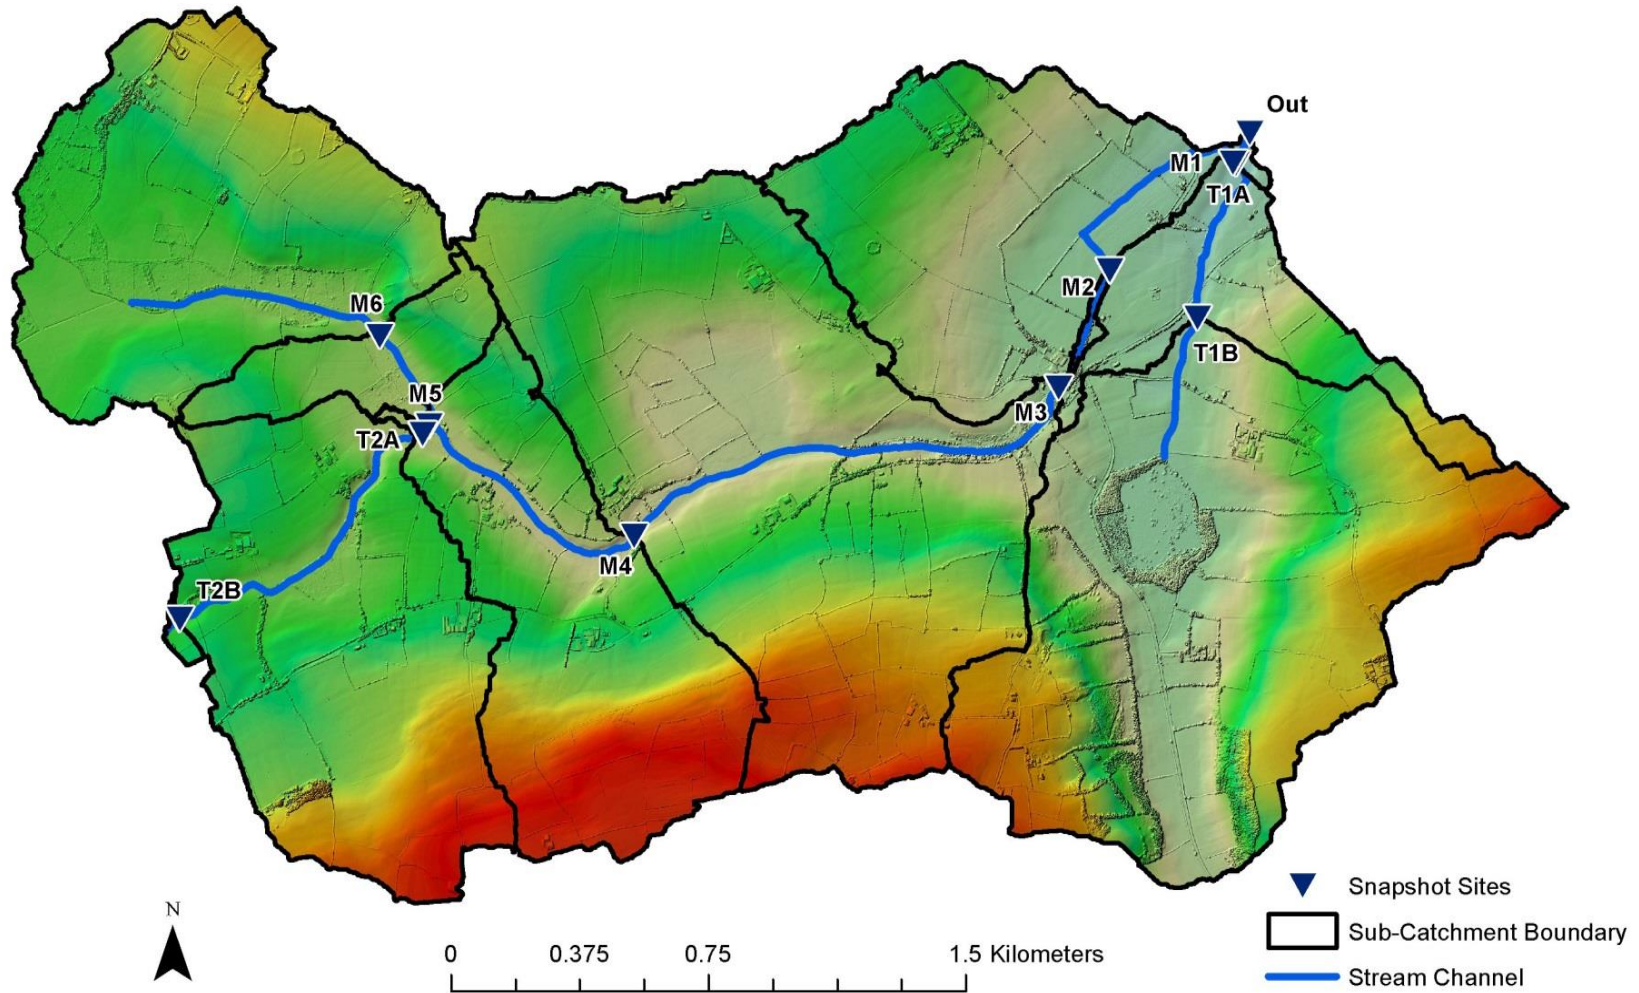 Out
M1
T1A
M2
M6
T1B
M5
M3
T2A
M4
T2B
Snapshot Sites
N
Sub-Catchment Boundary
0 0.375 0.75 1.5 Kilometers
Stream Channel